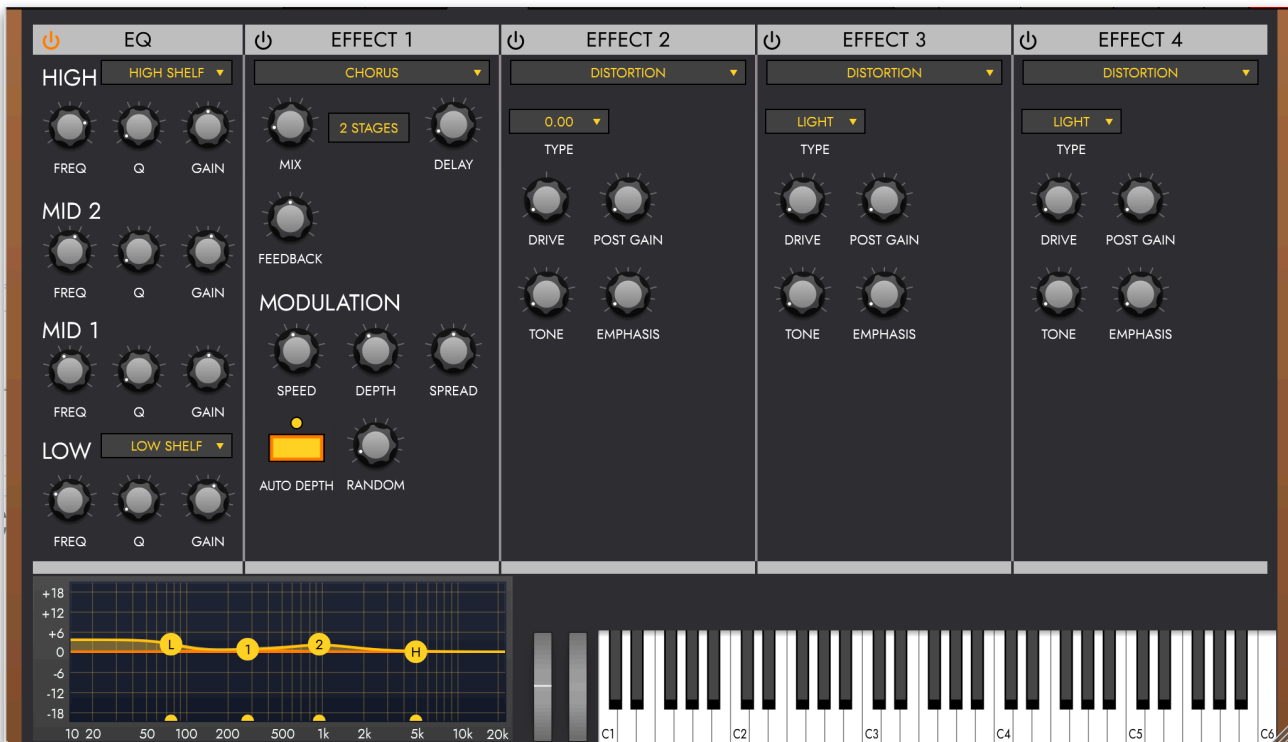 EQ
EFFECT 1
EFFECT 2
EFFECT 3
EFFECT 4
HIGH
HIGH SHELF
FREQ
Q
GAIN
MID 2
FREQ
Q
GAIN
MID 1
FREQ
Q
GAIN
LOW
LOW SHELF
FREQ
Q
GAIN
CHORUS
2 STAGES
MIX
DELAY
FEEDBACK
MODULATION
SPEED
DEPTH
SPREAD
AUTO DEPTH
RANDOM
DISTORTION
0.00
TYPE
DRIVE
POST GAIN
TONE
EMPHASIS
DISTORTION
LIGHT
TYPE
DRIVE
POST GAIN
TONE
EMPHASIS
DISTORTION
LIGHT
TYPE
DRIVE
POST GAIN
TONE
EMPHASIS
+18
+12
+6
0
-6
-12
-18
L
1
2
H
10 20 50 100 200 500 1k 2k 5k 10k 20k
C1 C2 C3 C4 C5 C6